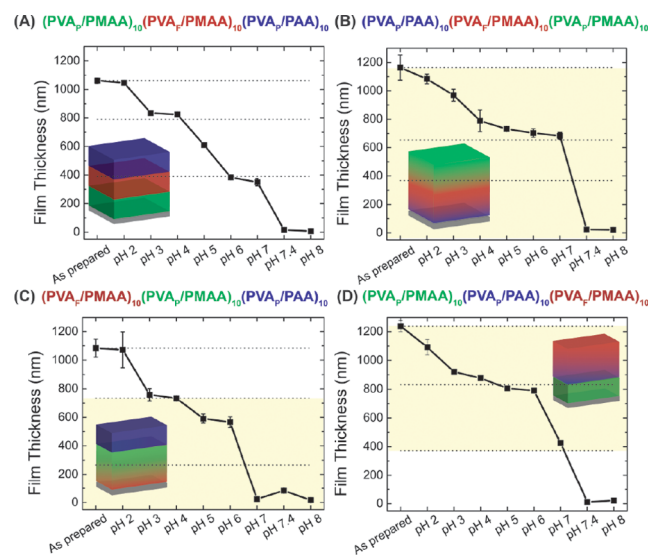 (A) (PVA_P/PMAA)_10(PVA_F/PMAA)_10(PVA_P/PAA)_10
Film Thickness (nm)
1200
1000
800
600
400
200
0
As prepared
pH 2
pH 3
pH 4
pH 5
pH 6
pH 7
pH 7.4
pH 8
(B) (PVA_P/PAA)_10(PVA_F/PMAA)_10(PVA_P/PMAA)_10
Film Thickness (nm)
1200
1000
800
600
400
200
0
As prepared
pH 2
pH 3
pH 4
pH 5
pH 6
pH 7
pH 7.4
pH 8
(C) (PVA_F/PMAA)_10(PVA_P/PMAA)_10(PVA_P/PAA)_10
Film Thickness (nm)
1200
1000
800
600
400
200
0
As prepared
pH 2
pH 3
pH 4
pH 5
pH 6
pH 7
pH 7.4
pH 8
(D) (PVA_P/PMAA)_10(PVA_P/PAA)_10(PVA_F/PMAA)_10
Film Thickness (nm)
1200
1000
800
600
400
200
0
As prepared
pH 2
pH 3
pH 4
pH 5
pH 6
pH 7
pH 7.4
pH 8